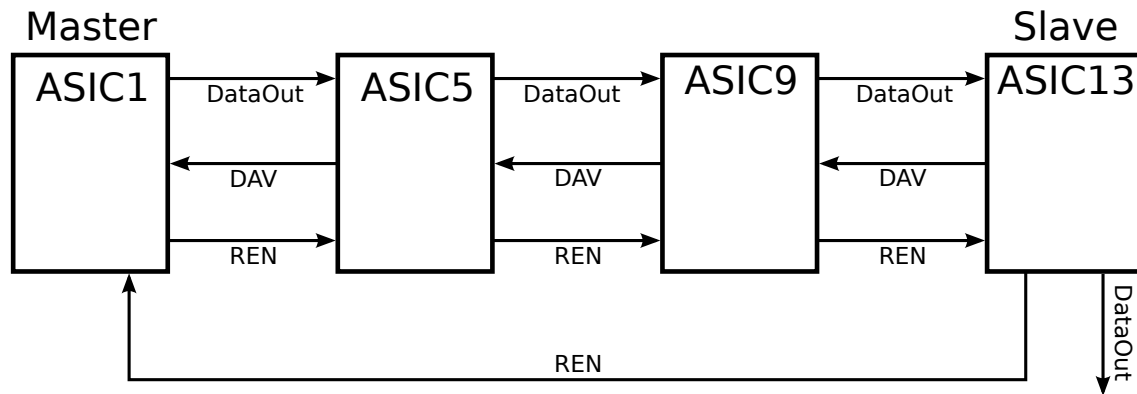 Master
Slave
ASIC1
ASIC5
ASIC9
ASIC13
DataOut
DataOut
DataOut
DAV
DAV
DAV
REN
REN
REN
DataOut
REN